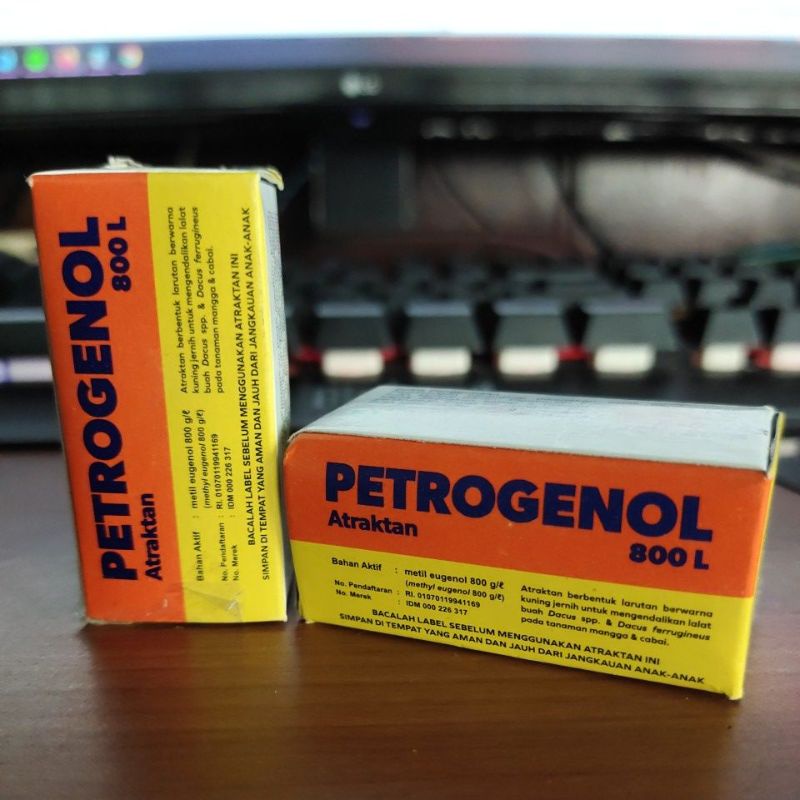 PETROGENOL
800 L
Atraktan
Bahan Aktif : metil eugenol 800 g/ℓ
(methyl eugenol 800 g/ℓ)
No. Pendaftaran : RI. 01070119941169
No. Merek : IDM 000 226 317
Atraktan berbentuk larutan berwarna
kuning jernih untuk mengendalikan lalat
buah Dacus spp. & Dacus ferrugineus
pada tanaman mangga & cabai.
BACALAH LABEL SEBELUM MENGGUNAKAN ATRAKTAN INI
SIMPAN DI TEMPAT YANG AMAN DAN JAUH DARI JANGKAUAN ANAK-ANAK
PETROGENOL
800 L
Atraktan
Bahan Aktif : metil eugenol 800 g/ℓ
(methyl eugenol 800 g/ℓ)
No. Pendaftaran : RI. 01070119941169
No. Merek : IDM 000 226 317
Atraktan berbentuk larutan berwarna
kuning jernih untuk mengendalikan lalat
buah Dacus spp. & Dacus ferrugineus
pada tanaman mangga & cabai.
BACALAH LABEL SEBELUM MENGGUNAKAN ATRAKTAN INI
SIMPAN DI TEMPAT YANG AMAN DAN JAUH DARI JANGKAUAN ANAK-ANAK